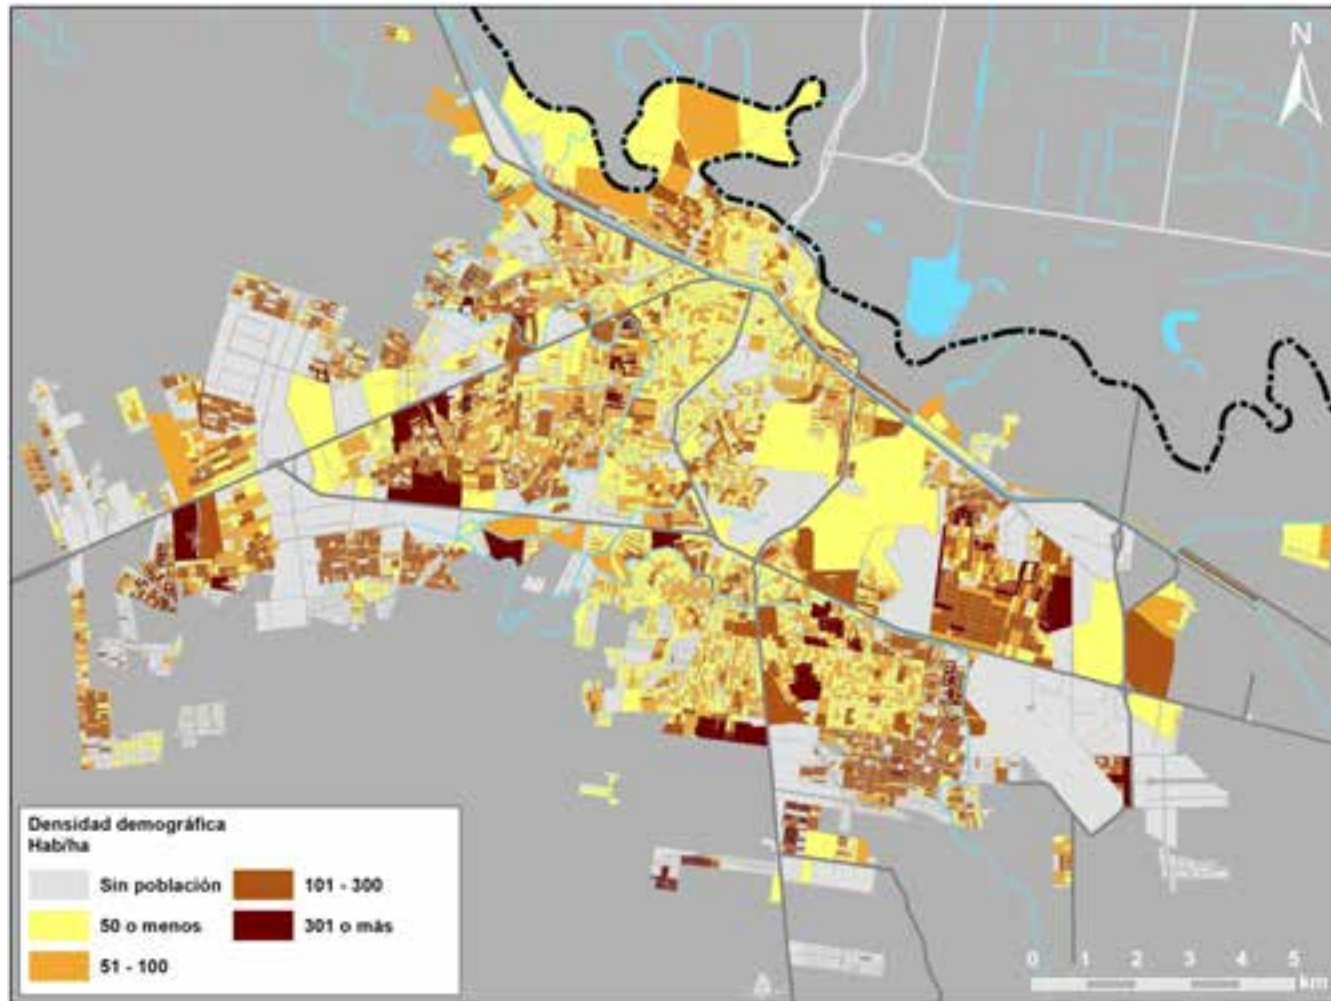 N
Densidad demográfica
Hab/ha
Sin población
50 o menos
51 - 100
101 - 300
301 o más
0 1 2 3 4 5
km